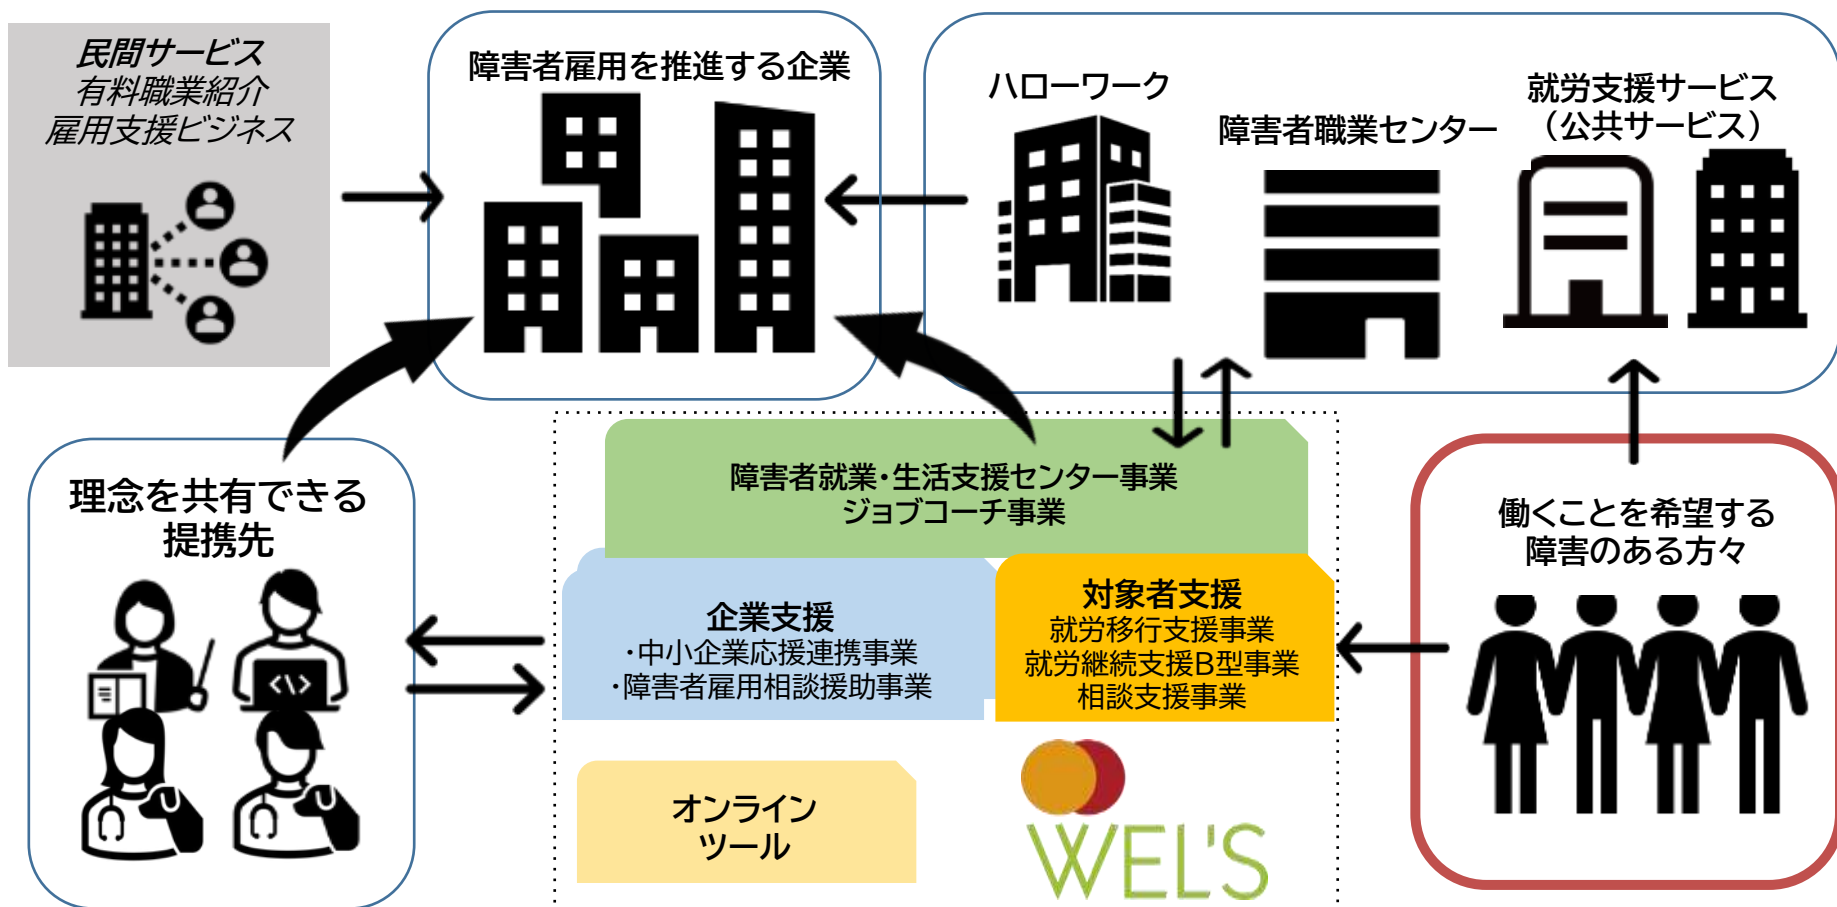 民間サービス
有料職業紹介
雇用支援ビジネス
障害者雇用を推進する企業
ハローワーク
障害者職業センター
就労支援サービス
（公共サービス）
理念を共有できる
提携先
障害者就業・生活支援センター事業
ジョブコーチ事業
企業支援
・中小企業応援連携事業
・障害者雇用相談援助事業
対象者支援
就労移行支援事業
就労継続支援B型事業
相談支援事業
働くことを希望する
障害のある方々
オンライン
ツール
WEL'S